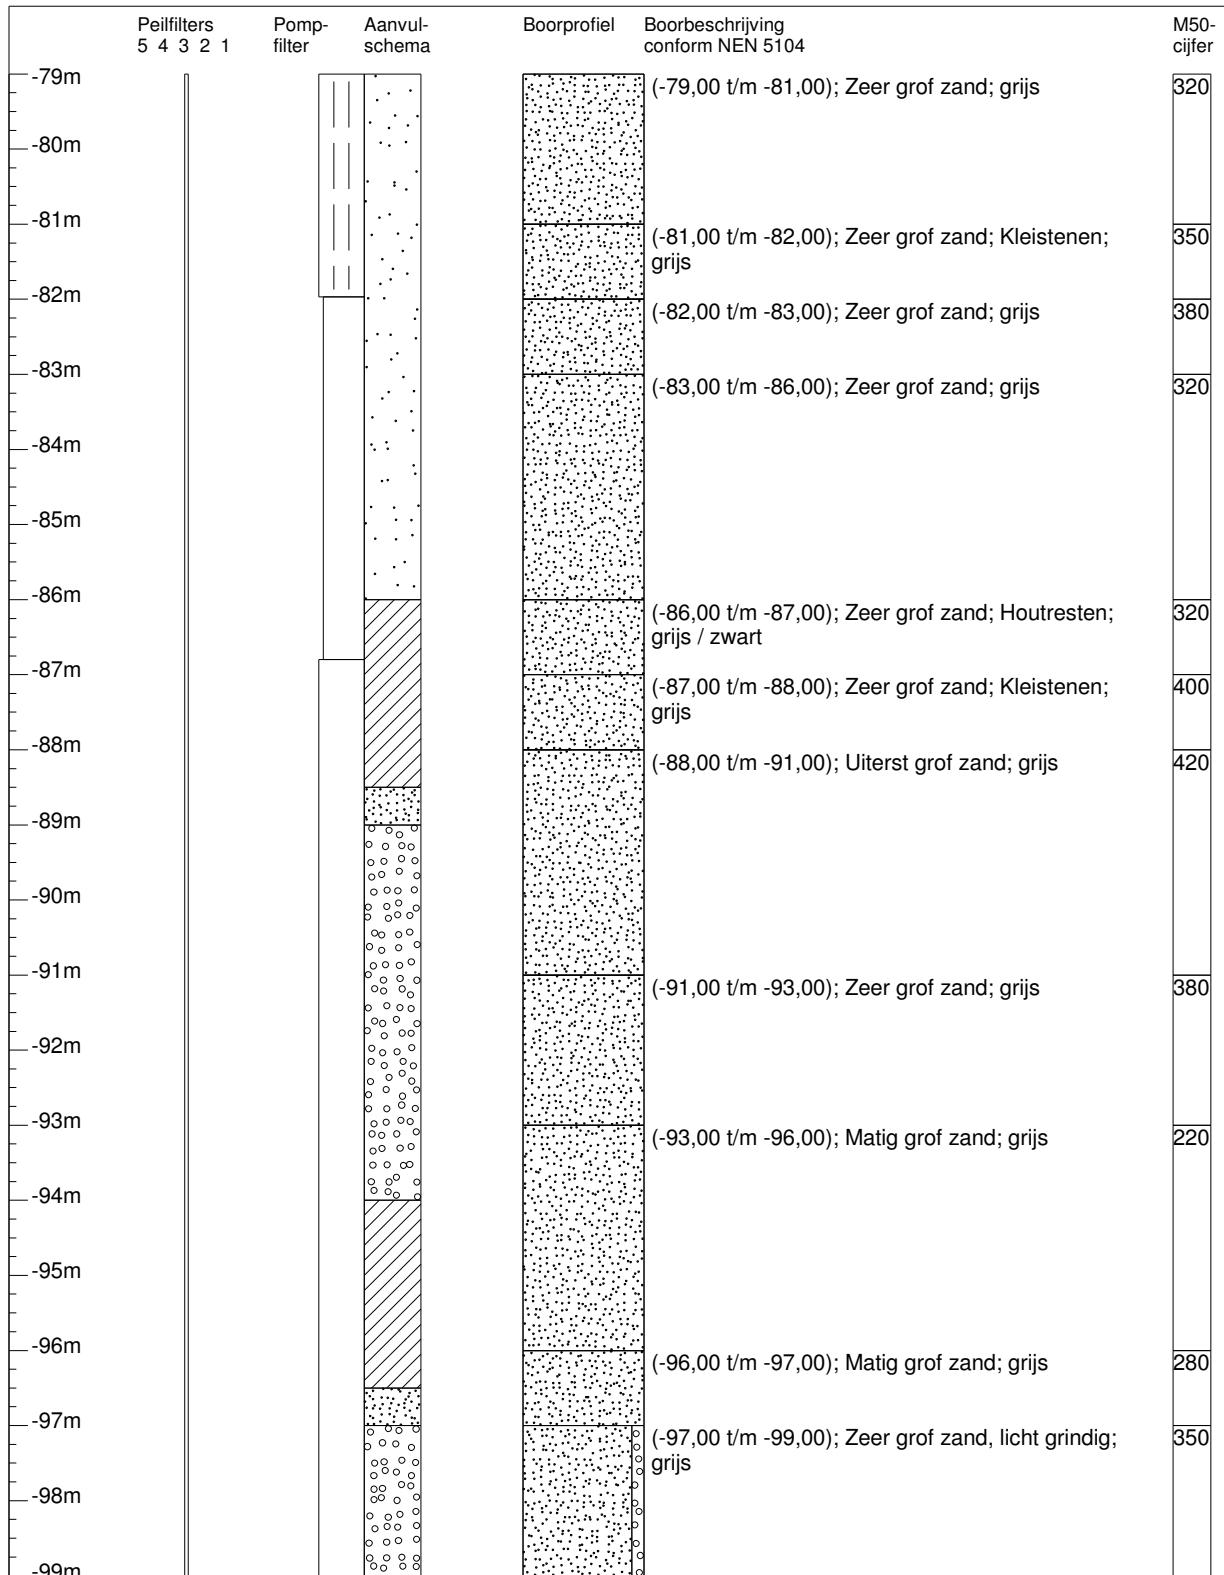 Peilfilters
5 4 3 2 1
Pomp-
filter
Aanvul-
schema
Boorprofiel
Boorbeschrijving
conform NEN 5104
M50-
cijfer
-79m
(-79,00 t/m -81,00); Zeer grof zand; grijs
320
-80m
-81m
(-81,00 t/m -82,00); Zeer grof zand; Kleistenen;
grijs
350
-82m
(-82,00 t/m -83,00); Zeer grof zand; grijs
380
-83m
(-83,00 t/m -86,00); Zeer grof zand; grijs
320
-84m
-85m
-86m
(-86,00 t/m -87,00); Zeer grof zand; Houtresten;
grijs / zwart
320
-87m
(-87,00 t/m -88,00); Zeer grof zand; Kleistenen;
grijs
400
-88m
(-88,00 t/m -91,00); Uiterst grof zand; grijs
420
-89m
-90m
-91m
(-91,00 t/m -93,00); Zeer grof zand; grijs
380
-92m
-93m
(-93,00 t/m -96,00); Matig grof zand; grijs
220
-94m
-95m
-96m
(-96,00 t/m -97,00); Matig grof zand; grijs
280
-97m
(-97,00 t/m -99,00); Zeer grof zand, licht grindig;
grijs
350
-98m
-99m